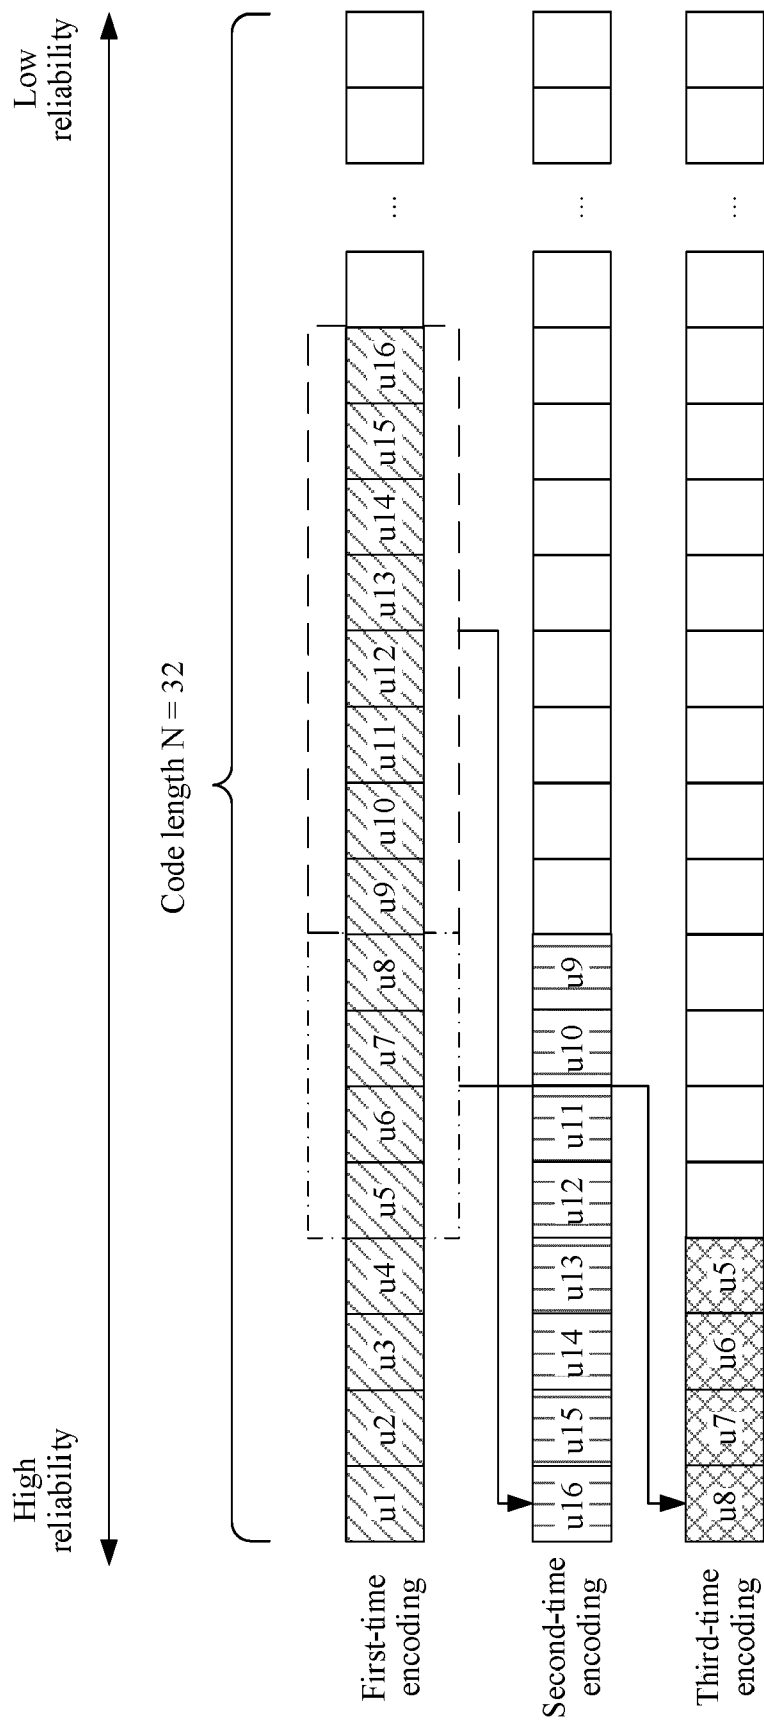 High
reliability
Low
reliability
Code length N = 32
First-time
encoding
u1 u2 u3 u4 u5 u6 u7 u8 u9 u10 u11 u12 u13 u14 u15 u16 ...
Second-time
encoding
u16 u15 u14 u13 u12 u11 u10 u9 ...
Third-time
encoding
u8 u7 u6 u5 ...